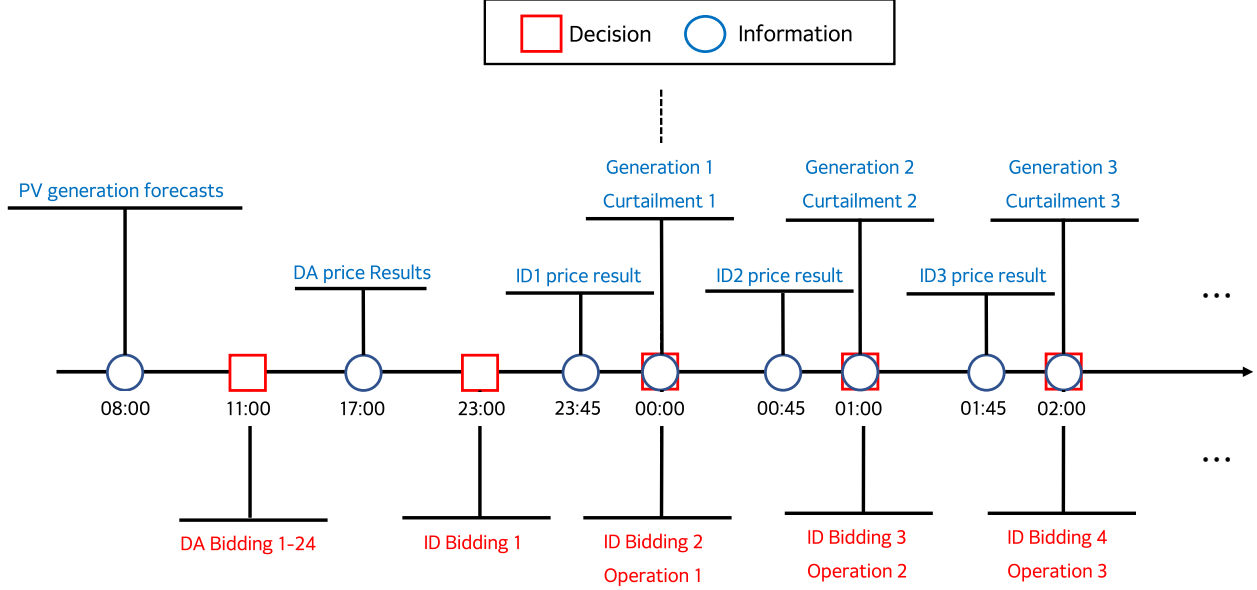 Decision
Information
Generation 1
Generation 2
Generation 3
PV generation forecasts
Curtailment 1
Curtailment 2
Curtailment 3
DA price Results
ID1 price result
ID2 price result
ID3 price result
...
08:00
11:00
17:00
23:00
23:45
00:00
00:45
01:00
01:45
02:00
...
DA Bidding 1-24
ID Bidding 1
ID Bidding 2
ID Bidding 3
ID Bidding 4
Operation 1
Operation 2
Operation 3